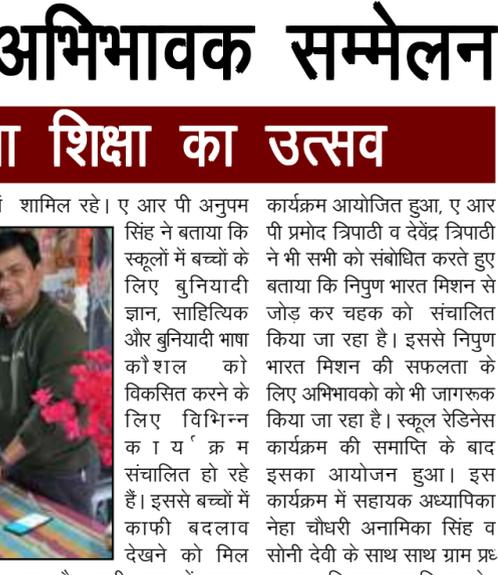 अभिभावक सम्मेलन
शिक्षा का उत्सव
शामिल रहे। ए आर पी अनुपम
सिंह ने बताया कि
स्कूलों में बच्चों के
लिए बुनियादी
ज्ञान, साहित्यिक
और बुनियादी भाषा
कौशल को
विकसित करने के
लिए विभिन्न
कार्यक्रम
संचालित हो रहे
हैं। इससे बच्चों में
काफी बदलाव
देखने को मिल
कार्यक्रम आयोजित हुआ, ए आर
पी प्रमोद त्रिपाठी व देवेंद्र त्रिपाठी
ने भी सभी को संबोधित करते हुए
बताया कि निपुण भारत मिशन से
जोड़ कर चहक को संचालित
किया जा रहा है। इससे निपुण
भारत मिशन की सफलता के
लिए अभिभावको को भी जागरूक
किया जा रहा है। स्कूल रेडिनेस
कार्यक्रम की समाप्ति के बाद
इसका आयोजन हुआ। इस
कार्यक्रम में सहायक अध्यापिका
नेहा चौधरी अनामिका सिंह व
सोनी देवी के साथ साथ ग्राम